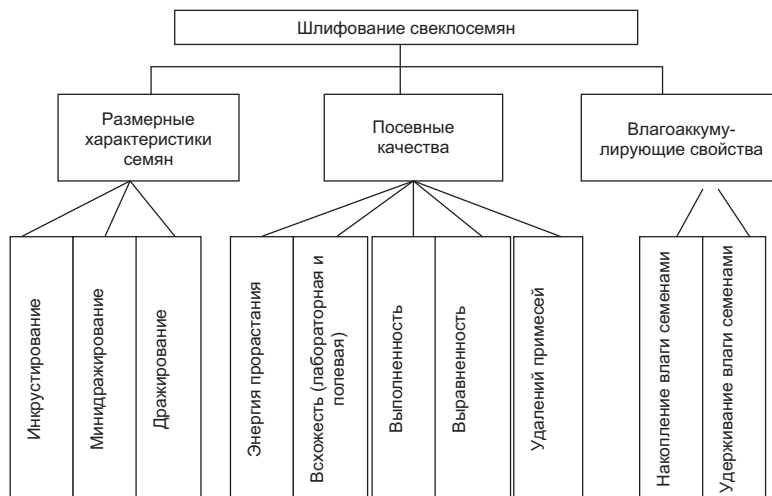 Шлифование свеклосемян
Размерные
характеристики
семян
Посевные
качества
Влагоаккуму-
лирующие свойства
Инкрустирование
Минидражирование
Дражирование
Энергия прорастания
Всхожесть (лабораторная и
полевая)
Выполненность
Выравненность
Удалений примесей
Накопление влаги семенами
Удерживание влаги семенами